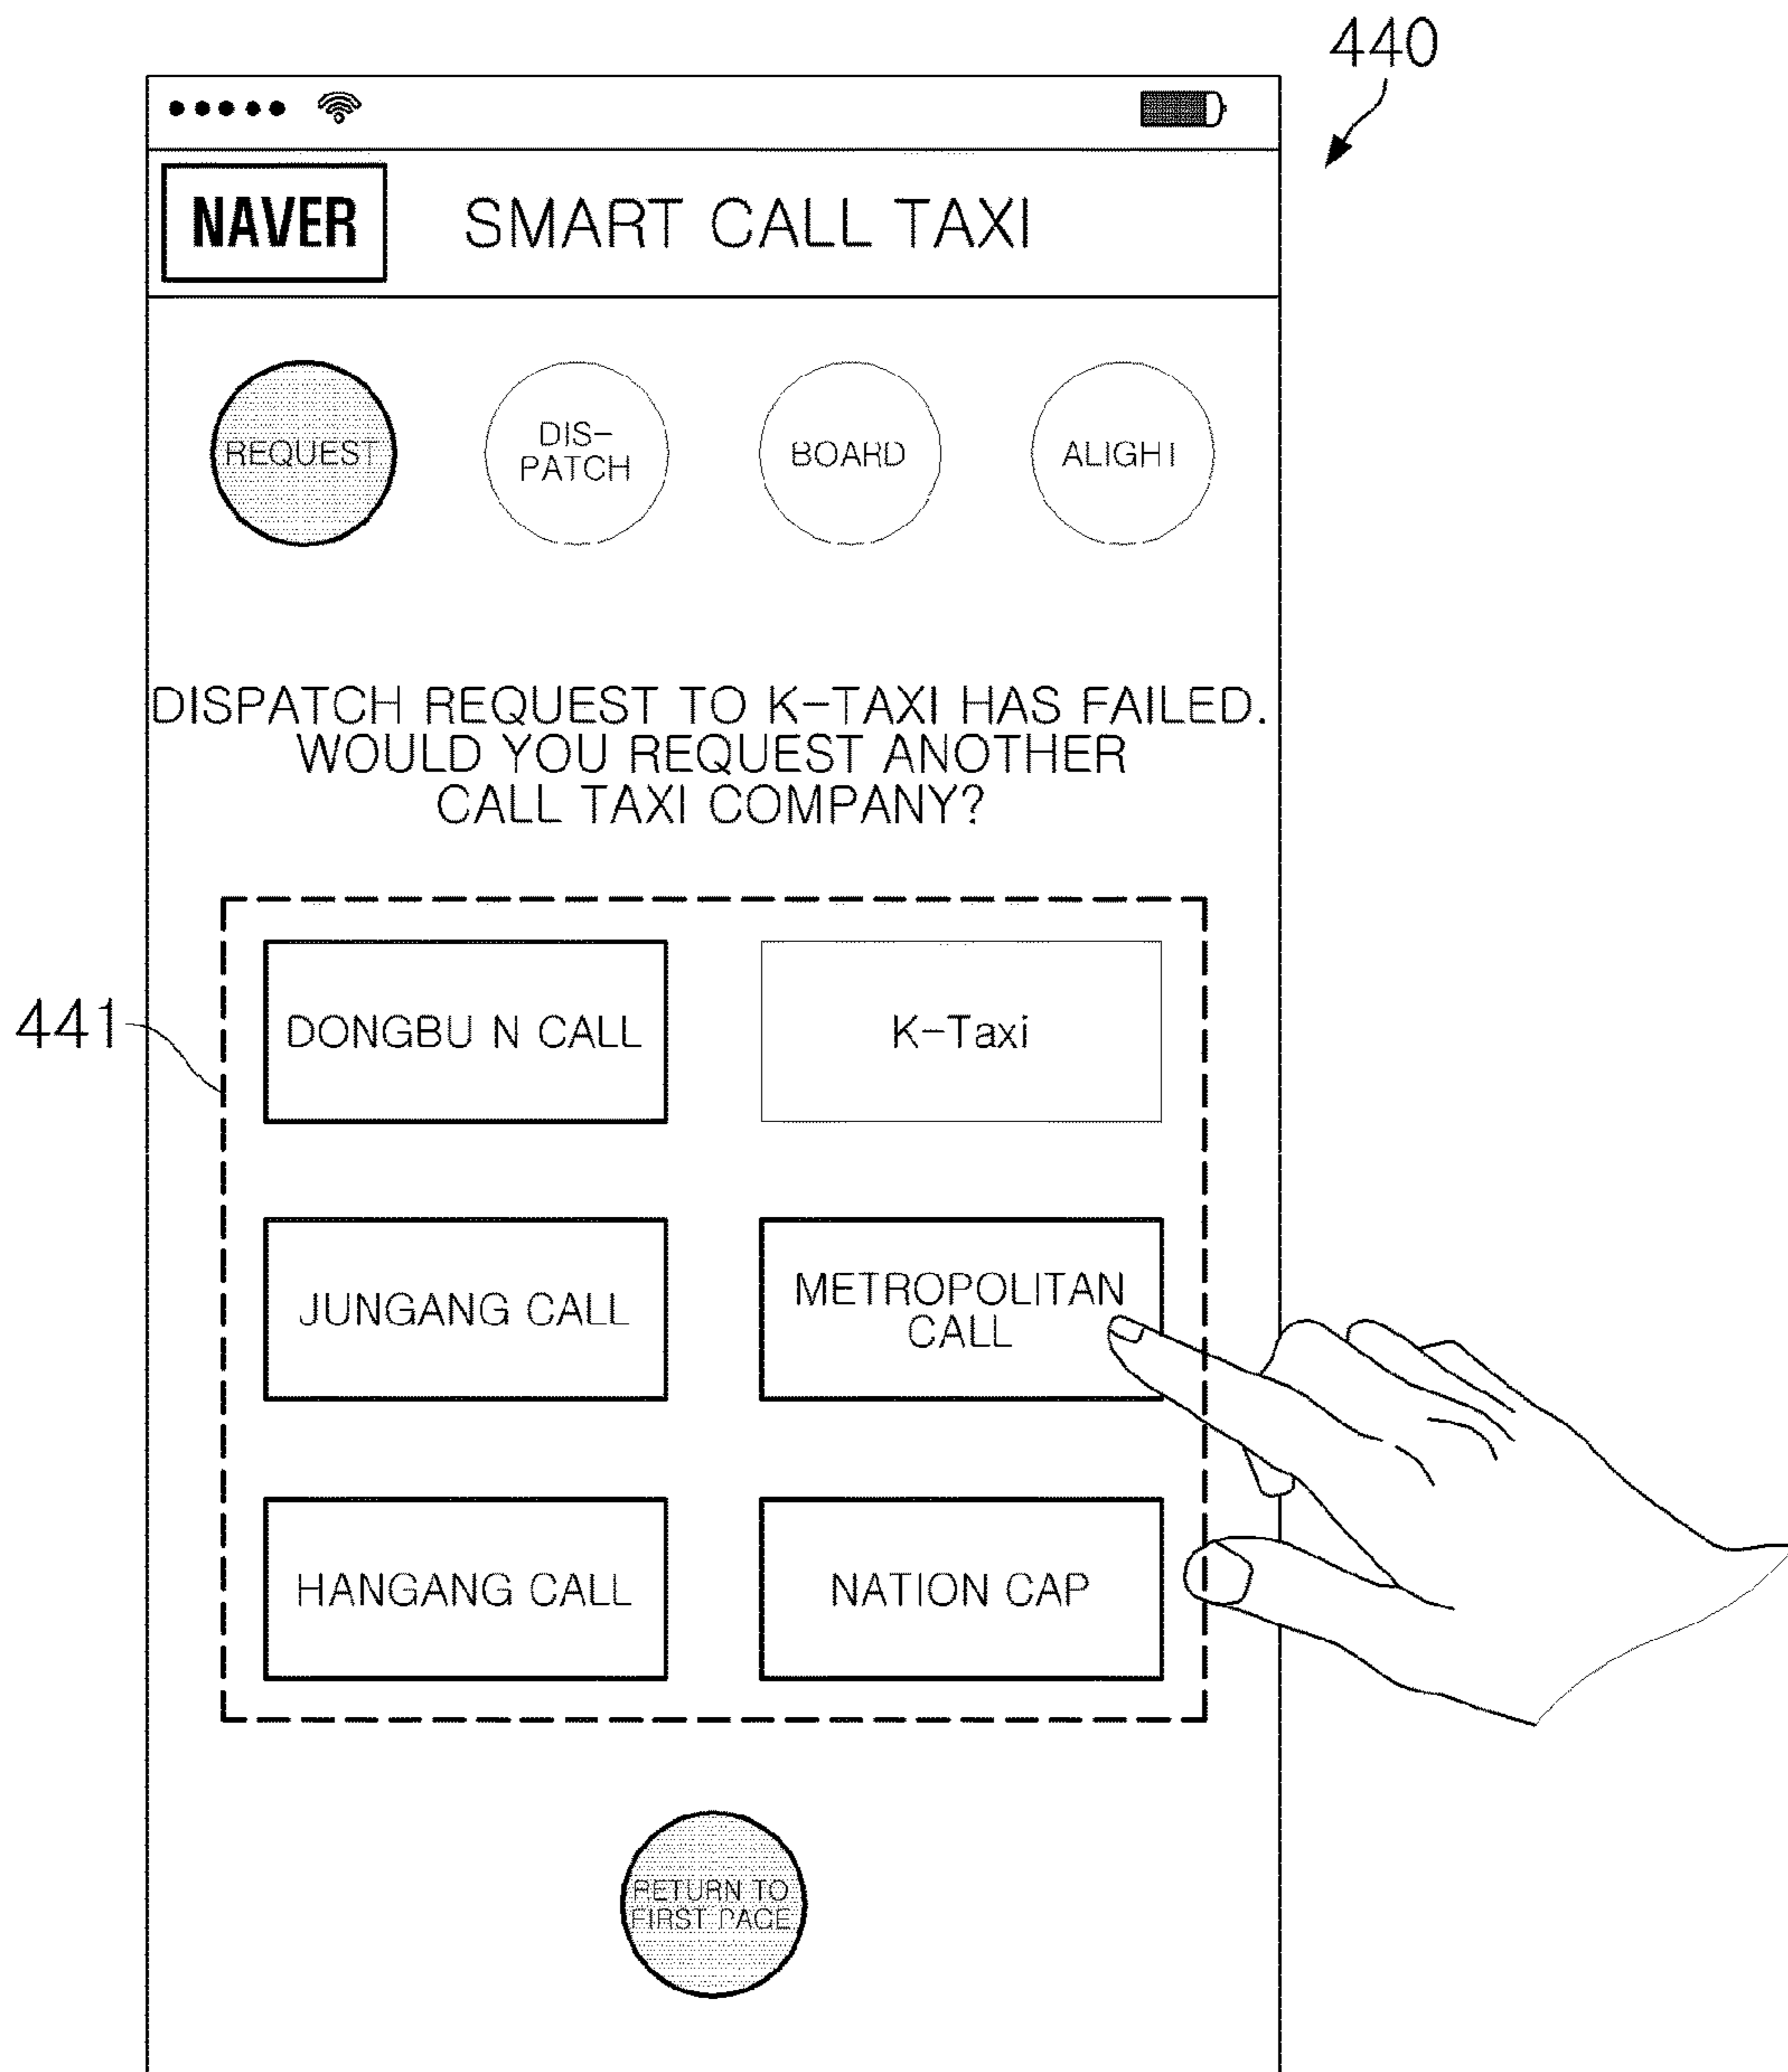 440
NAVER SMART CALL TAXI
REQUEST
DIS-
PATCH
BOARD
ALIGHT
DISPATCH REQUEST TO K-TAXI HAS FAILED.
WOULD YOU REQUEST ANOTHER
CALL TAXI COMPANY?
441
DONGBU N CALL
K-Taxi
JUNGANG CALL
METROPOLITAN
CALL
HANGANG CALL
NATION CAP
RETURN TO
FIRST PAGE